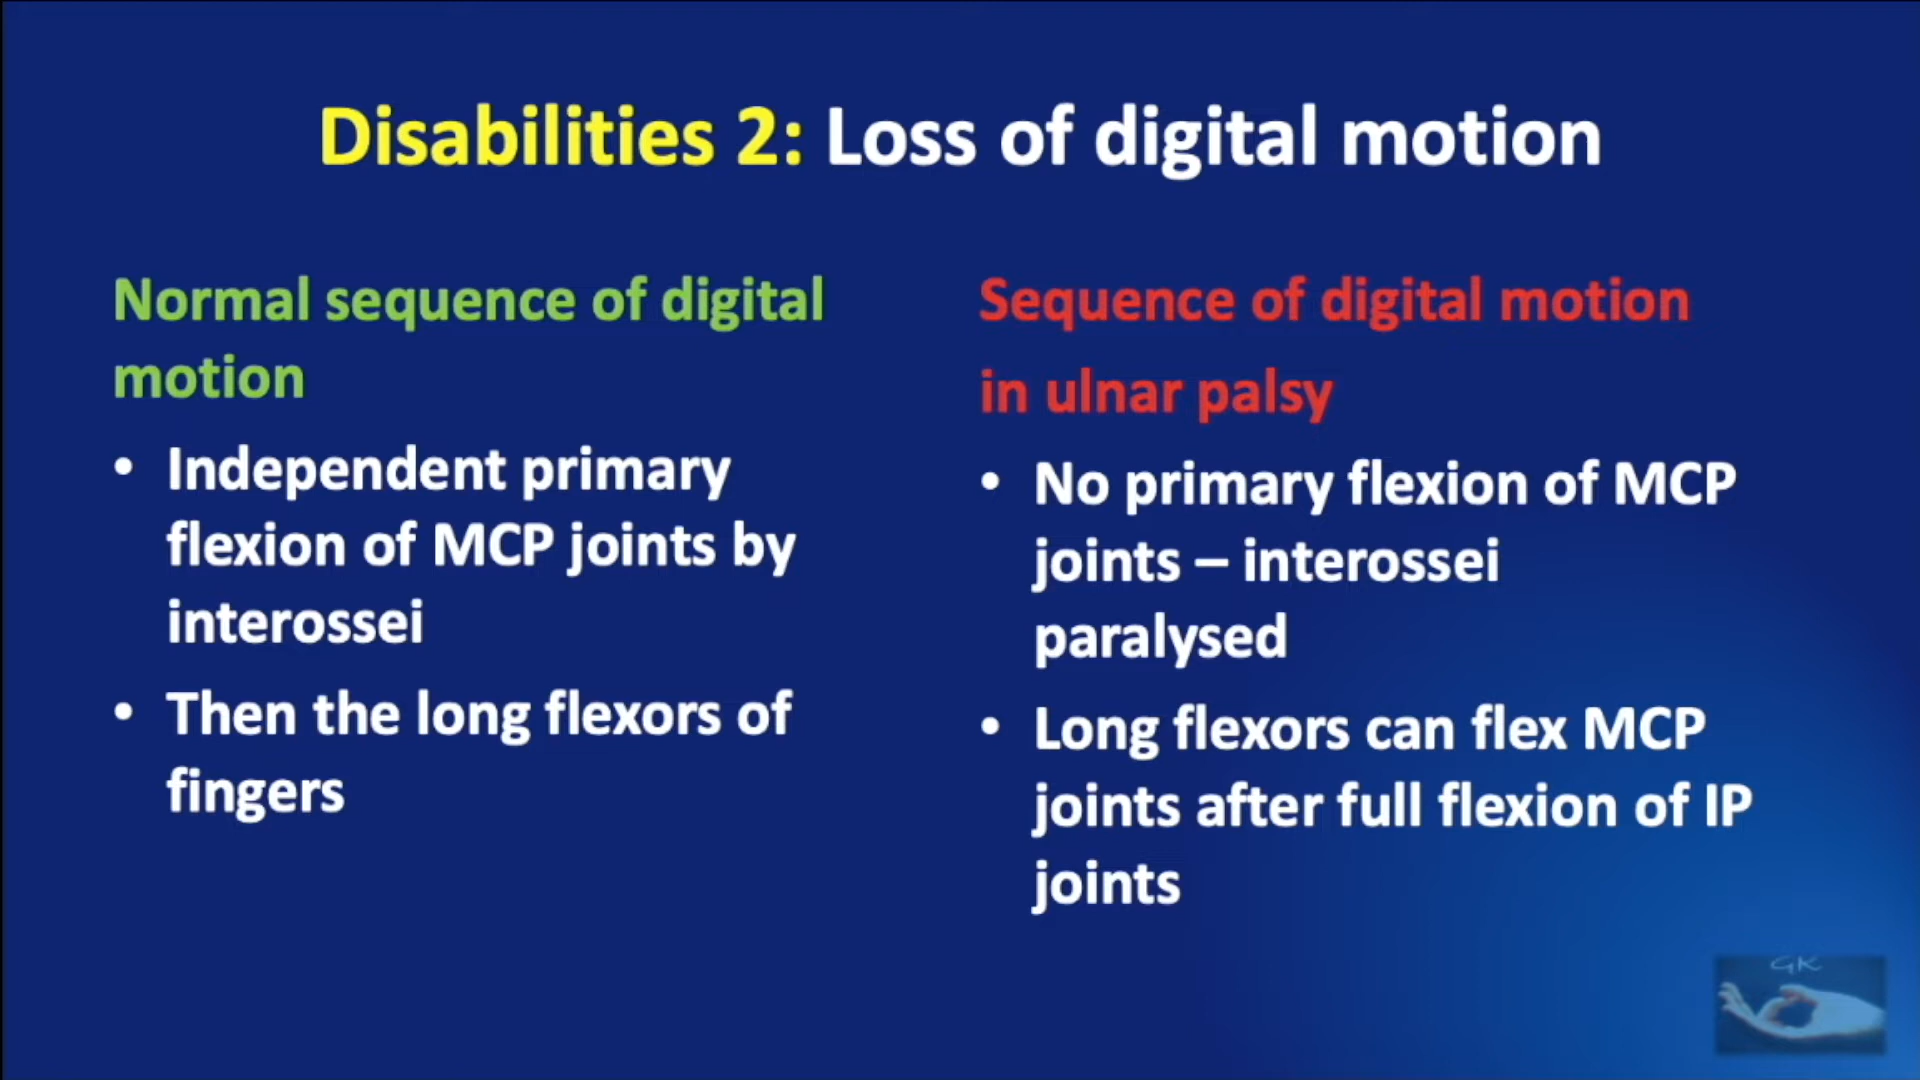 Disabilities 2: Loss of digital motion
Normal sequence of digital
motion
• Independent primary
flexion of MCP joints by
interossei
• Then the long flexors of
fingers
Sequence of digital motion
in ulnar palsy
• No primary flexion of MCP
joints – interossei
paralysed
• Long flexors can flex MCP
joints after full flexion of IP
joints
GK